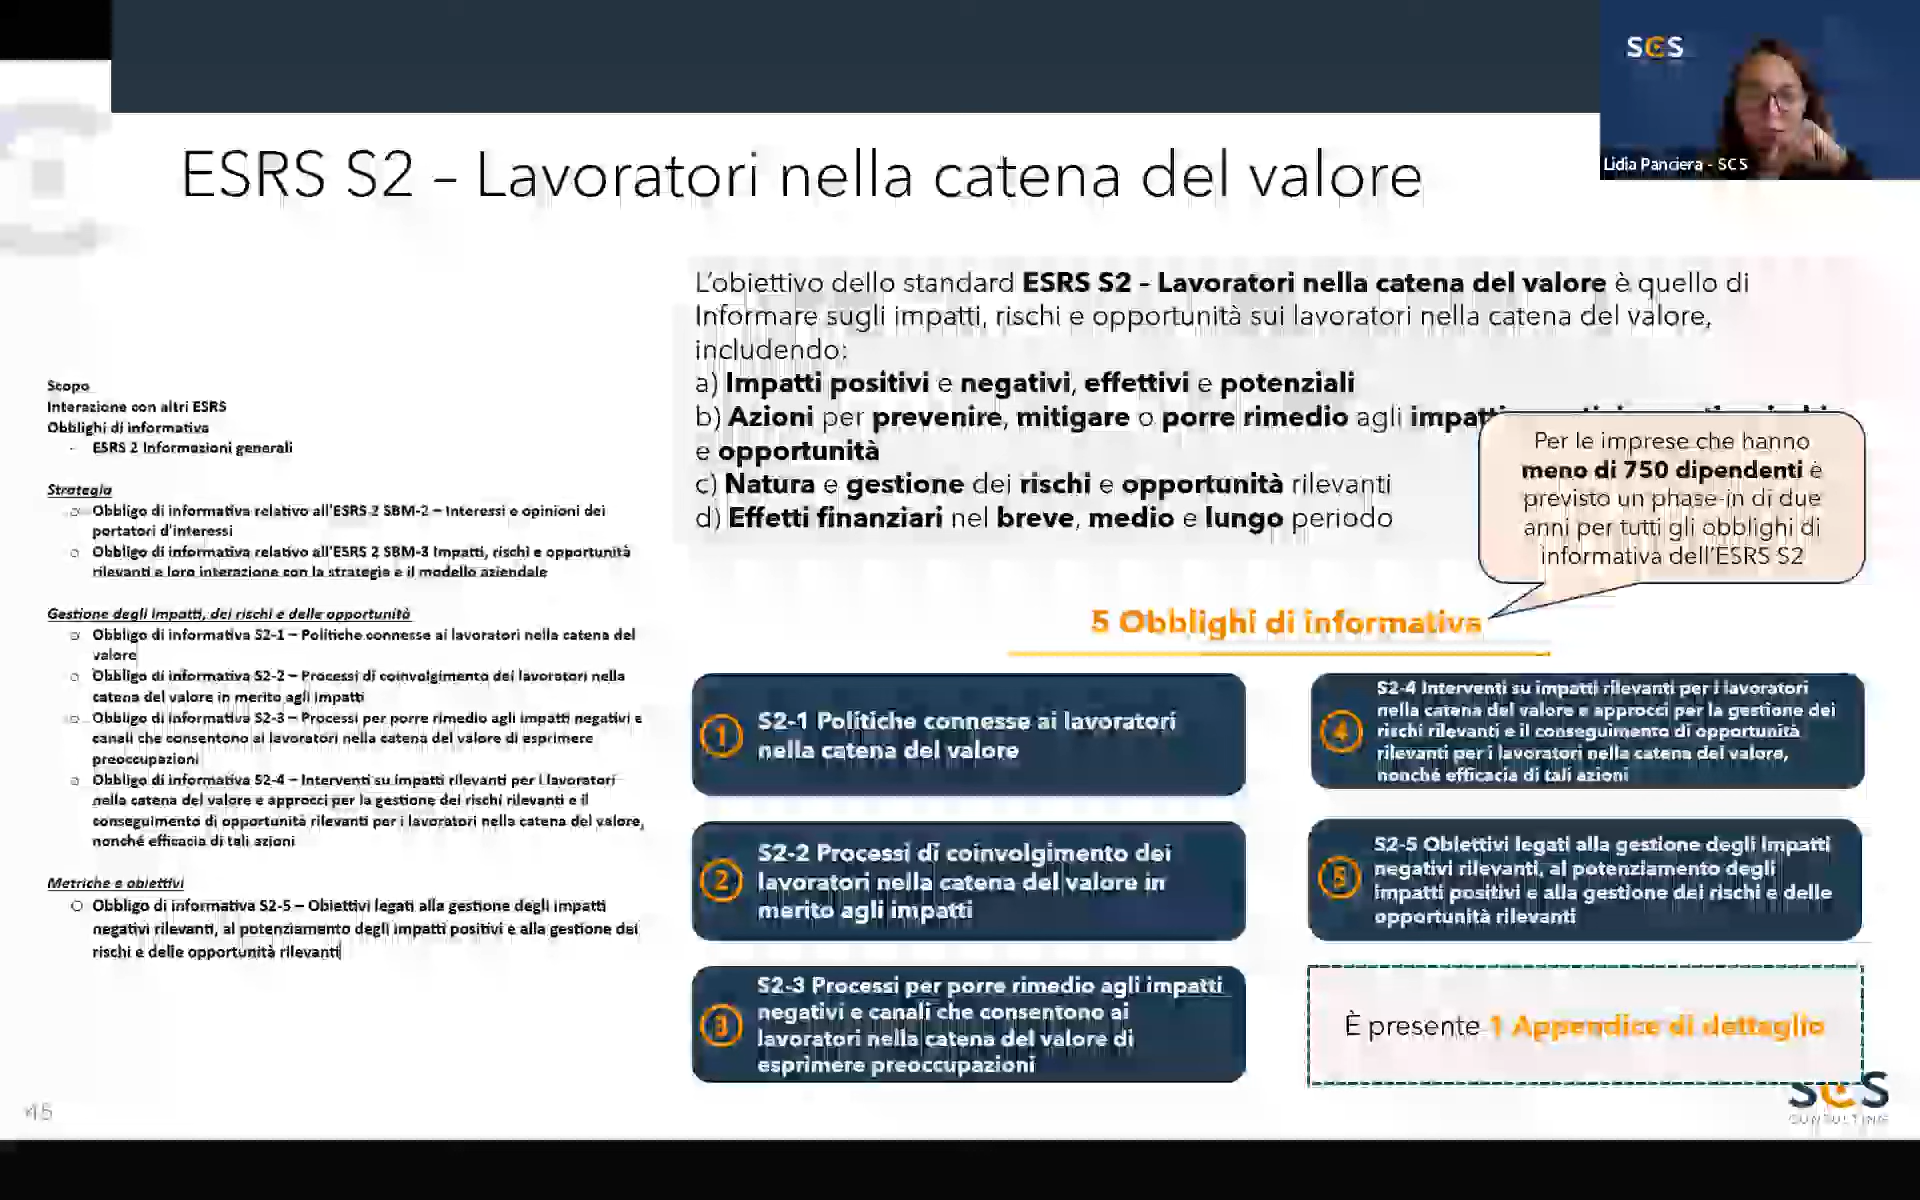 SCS
Lidia Panciera - SCS
ESRS S2 – Lavoratori nella catena del valore
Scopo
Interazione con altri ESRS
Obblighi di informativa
- ESRS 2 Informazioni generali
Strategia
o Obbligo di informativa relativo all'ESRS 2 SBM-2 – Interessi e opinioni dei
portatori d'interessi
o Obbligo di informativa relativo all'ESRS 2 SBM-3 Impatti, rischi e opportunità
rilevanti e loro interazione con la strategia e il modello aziendale
Gestione degli impatti, dei rischi e delle opportunità
o Obbligo di informativa S2-1 – Politiche connesse ai lavoratori nella catena del
valore
o Obbligo di informativa S2-2 – Processi di coinvolgimento dei lavoratori nella
catena del valore in merito agli impatti
o Obbligo di informativa S2-3 – Processi per porre rimedio agli impatti negativi e
canali che consentono ai lavoratori nella catena del valore di esprimere
preoccupazioni
o Obbligo di informativa S2-4 – Interventi su impatti rilevanti per i lavoratori
nella catena del valore e approcci per la gestione dei rischi rilevanti e il
conseguimento di opportunità rilevanti per i lavoratori nella catena del valore,
nonché efficacia di tali azioni
Metriche e obiettivi
o Obbligo di informativa S2-5 – Obiettivi legati alla gestione degli impatti
negativi rilevanti, al potenziamento degli impatti positivi e alla gestione dei
rischi e delle opportunità rilevanti
L'obiettivo dello standard ESRS S2 - Lavoratori nella catena del valore è quello di
Informare sugli impatti, rischi e opportunità sui lavoratori nella catena del valore,
includendo:
a) Impatti positivi e negativi, effettivi e potenziali
b) Azioni per prevenire, mitigare o porre rimedio agli
e opportunità
c) Natura e gestione dei rischi e opportunità rilevanti
d) Effetti finanziari nel breve, medio e lungo periodo
Per le imprese che hanno
meno di 750 dipendenti è
previsto un phase-in di due
anni per tutti gli obblighi di
informativa dell'ESRS S2
5 Obblighi di informativa
1 S2-1 Politiche connesse ai lavoratori
nella catena del valore
2 S2-2 Processi di coinvolgimento dei
lavoratori nella catena del valore in
merito agli impatti
3 S2-3 Processi per porre rimedio agli impatti
negativi e canali che consentono ai
lavoratori nella catena del valore di
esprimere preoccupazioni
4 S2-4 Interventi su impatti rilevanti per i lavoratori
nella catena del valore e approcci per la gestione dei
rischi rilevanti e il conseguimento di opportunità
rilevanti per i lavoratori nella catena del valore,
nonché efficacia di tali azioni
5 S2-5 Obiettivi legati alla gestione degli impatti
negativi rilevanti, al potenziamento degli
impatti positivi e alla gestione dei rischi e delle
opportunità rilevanti
È presente 1 Appendice di dettaglio
45
SCS
CONSULTING